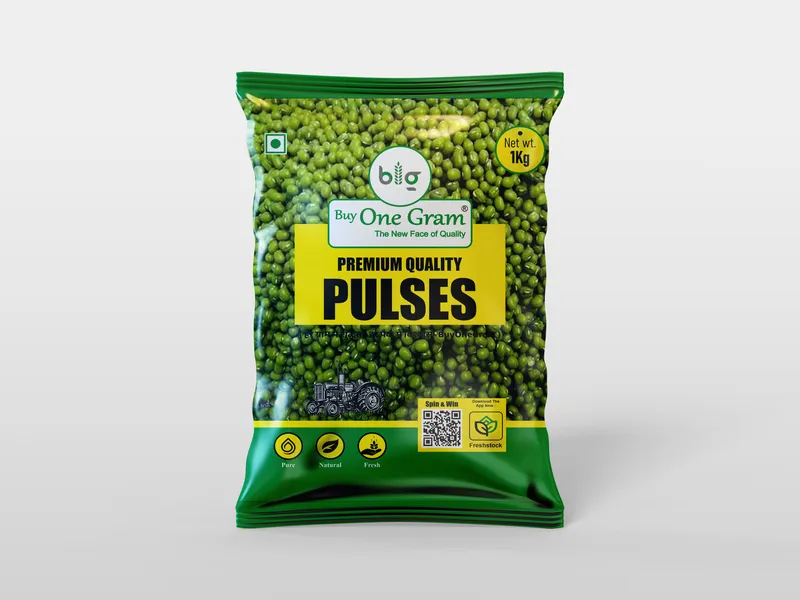 Net wt.
1Kg
big
Buy One Gram®
The New Face of Quality
PREMIUM QUALITY
PULSES
Spin & Win
Download The
App Now :
Freshstock
Pure
Natural
Fresh